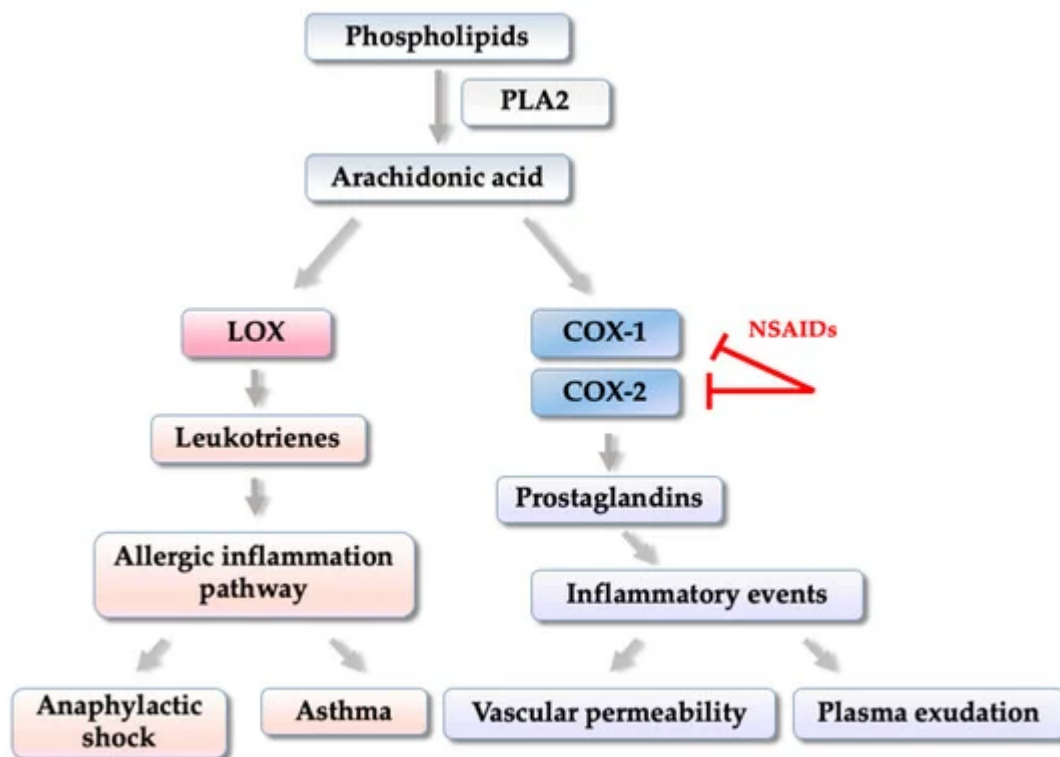 Phospholipids
PLA2
Arachidonic acid
LOX
COX-1
NSAIDs
COX-2
Leukotrienes
Prostaglandins
Allergic inflammation
pathway
Inflammatory events
Anaphylactic
shock
Asthma
Vascular permeability
Plasma exudation